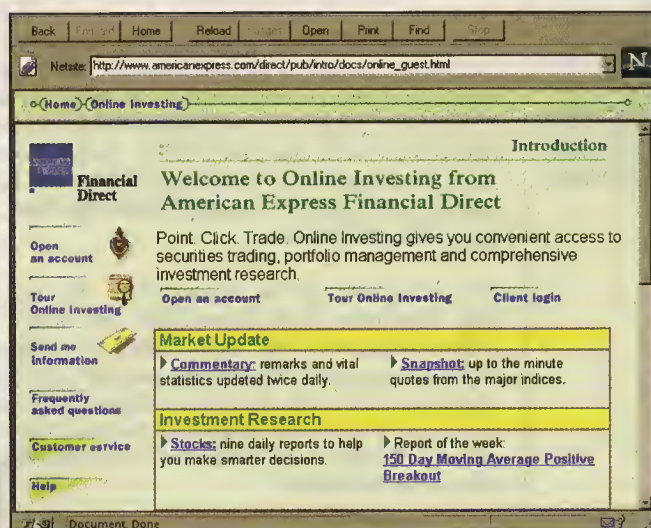 Back Home Reload Open Print Find Stop
Netsite: http://www.americanexpress.com/direct/pub/intro/docs/online_guest.html
N
Home Online Investing
Introduction
Financial
Direct
Welcome to Online Investing from
American Express Financial Direct
Point. Click. Trade. Online Investing gives you convenient access to
securities trading, portfolio management and comprehensive
investment research.
Open an account Tour Online Investing Client login
Open
an account
Tour
Online Investing
Send me
information
Frequently
asked questions
Customer service
Help
Market Update
Commentary: remarks and vital
statistics updated twice daily.
Snapshot: up to the minute
quotes from the major indices.
Investment Research
Stocks: nine daily reports to help
you make smarter decisions.
Report of the week:
150 Day Moving Average Positive
Breakout
Document: Done